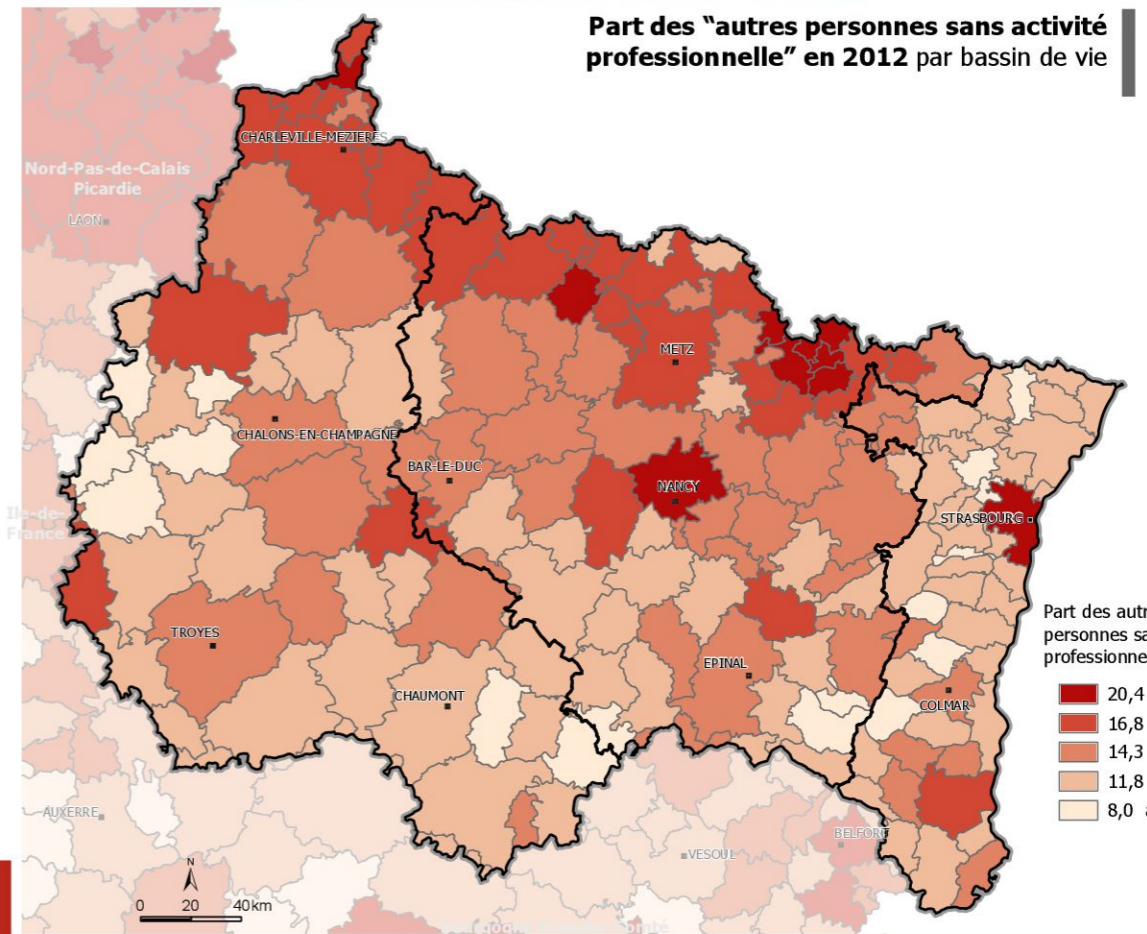 Part des “autres personnes sans activité
professionnelle” en 2012 par bassin de vie
CHARLEVILLE-MEZIERES
Nord-Pas-de-Calais
Picardie
LAON
METZ
CHALONS-EN-CHAMPAGNE
BAR-LE-DUC
NANCY
STRASBOURG
Ile-de-
France
TROYES
EPINAL
CHAUMONT
COLMAR
Part des autr
personnes sa
professionne
20,4
16,8
14,3
11,8
8,0
AUXERRE
BELFORT
VESOUL
N
0 20 40 km